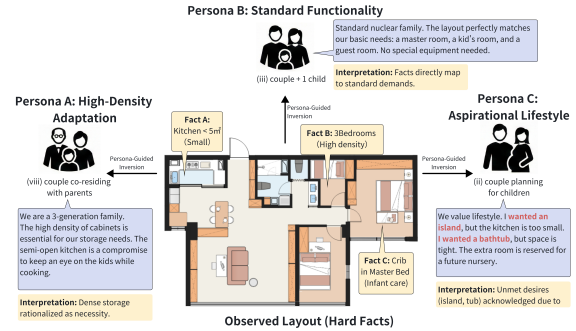 Persona B: Standard Functionality
Standard nuclear family. The layout perfectly matches
our basic needs: a master room, a kid's room, and a
guest room. No special equipment needed.
(iii) couple + 1 child
Interpretation: Facts directly map
to standard demands.
Persona A: High-Density
Adaptation
(viii) couple co-residing
with parents
Persona-Guided
Inversion
We are a 3-generation family.
The high density of cabinets is
essential for our storage needs. The
semi-open kitchen is a compromise
to keep an eye on the kids while
cooking.
Interpretation: Dense storage
rationalized as necessity.
Fact A:
Kitchen < 5㎡
(Small)
Persona-Guided
Inversion
Fact B: 3Bedrooms
(High density)
Fact C: Crib
in Master Bed
(Infant care)
Observed Layout (Hard Facts)
Persona C:
Aspirational Lifestyle
Persona-Guided
Inversion
(ii) couple planning
for children
We value lifestyle. I wanted an
island, but the kitchen is too small.
I wanted a bathtub, but space is
tight. The extra room is reserved for
a future nursery.
Interpretation: Unmet desires
(island, tub) acknowledged due to